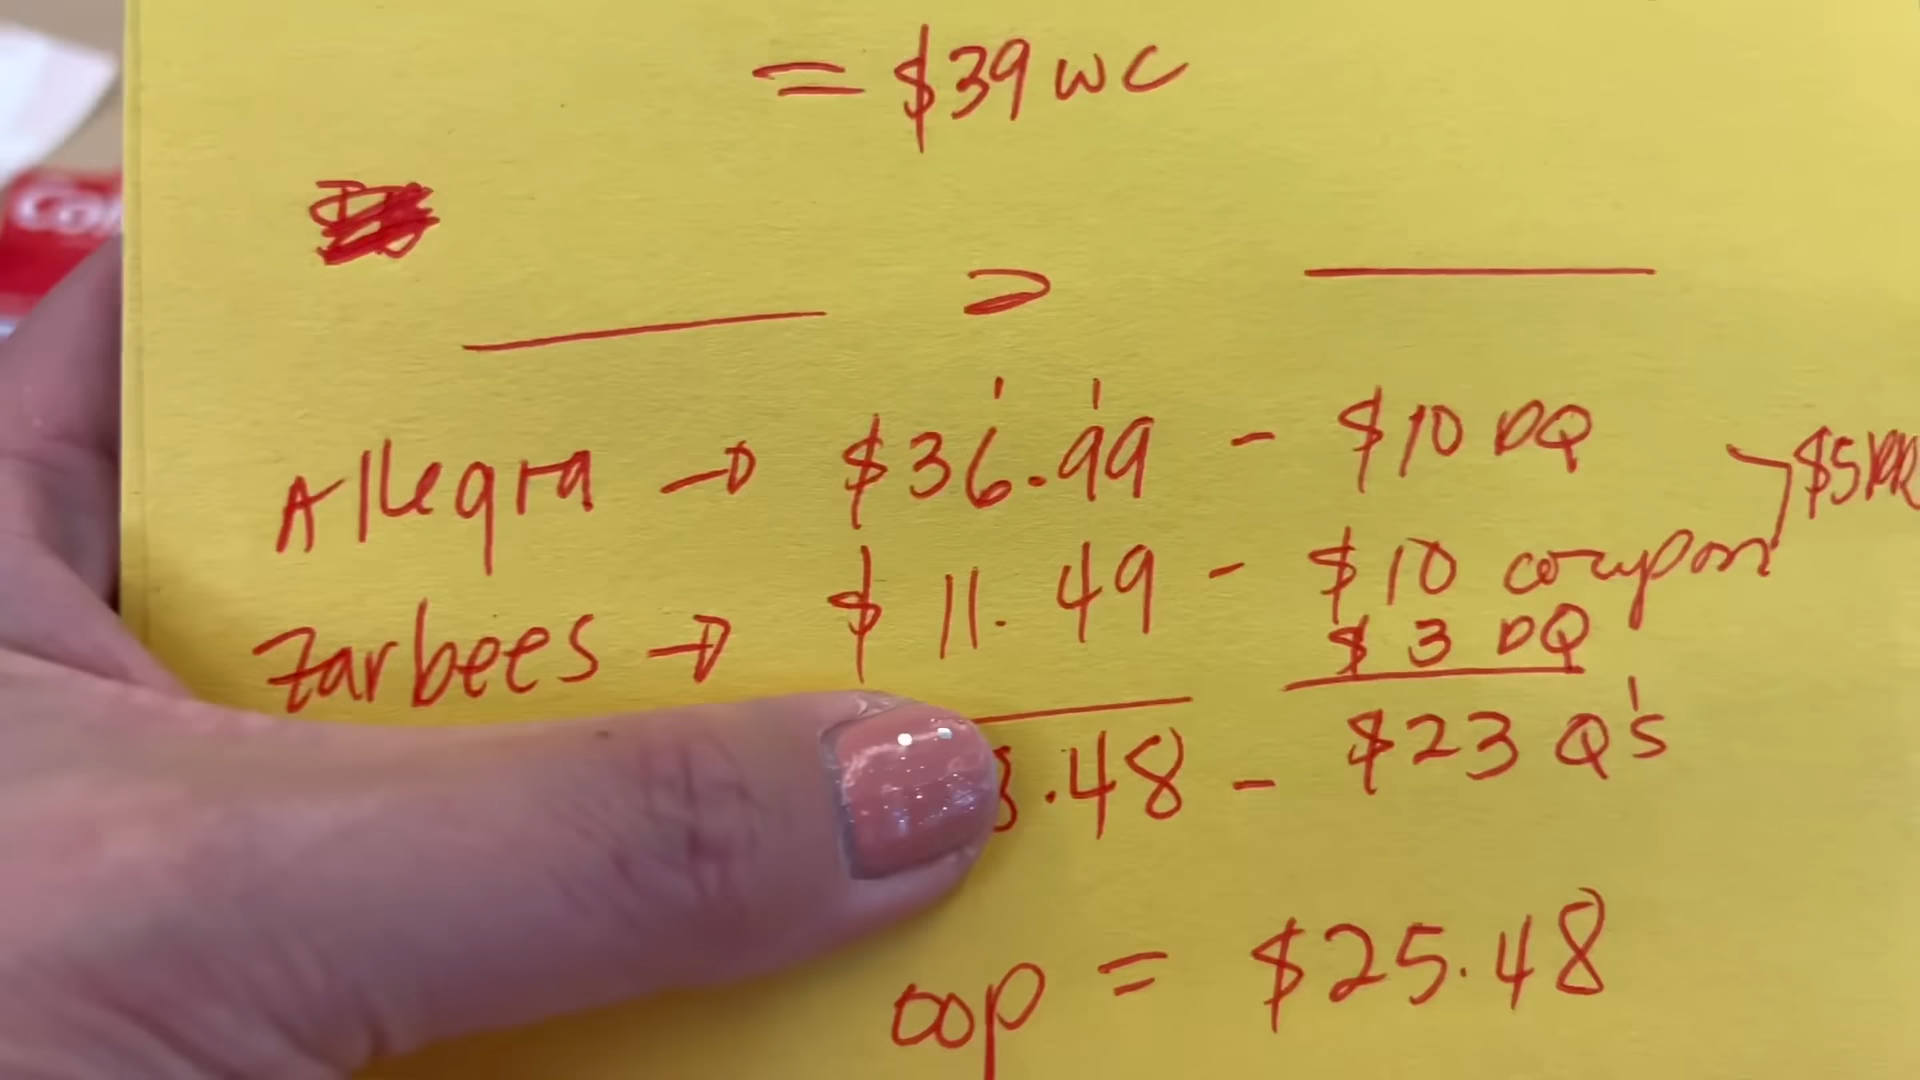 = $39 WC
Allegra → $36.99 - $10 DQ
$5
Zarbees → $11.49 - $10 coupon
$3 DQ
.48 - $23 Q's
OOP = $25.48